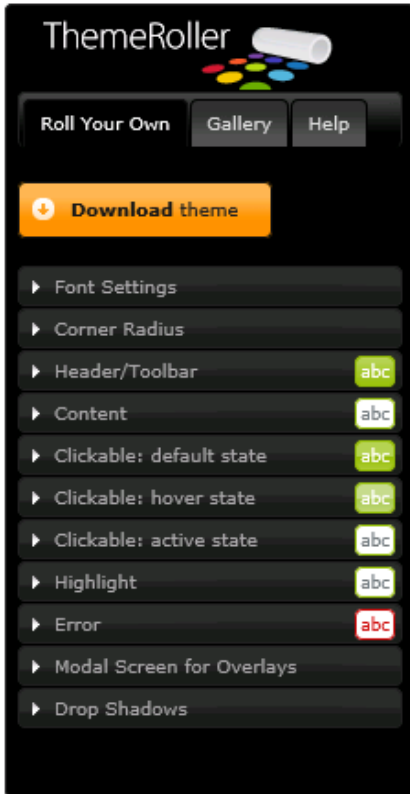 ThemeRoller
Roll Your Own Gallery Help
Download theme
Font Settings
Corner Radius
Header/Toolbar abc
Content abc
Clickable: default state abc
Clickable: hover state abc
Clickable: active state abc
Highlight abc
Error abc
Modal Screen for Overlays
Drop Shadows